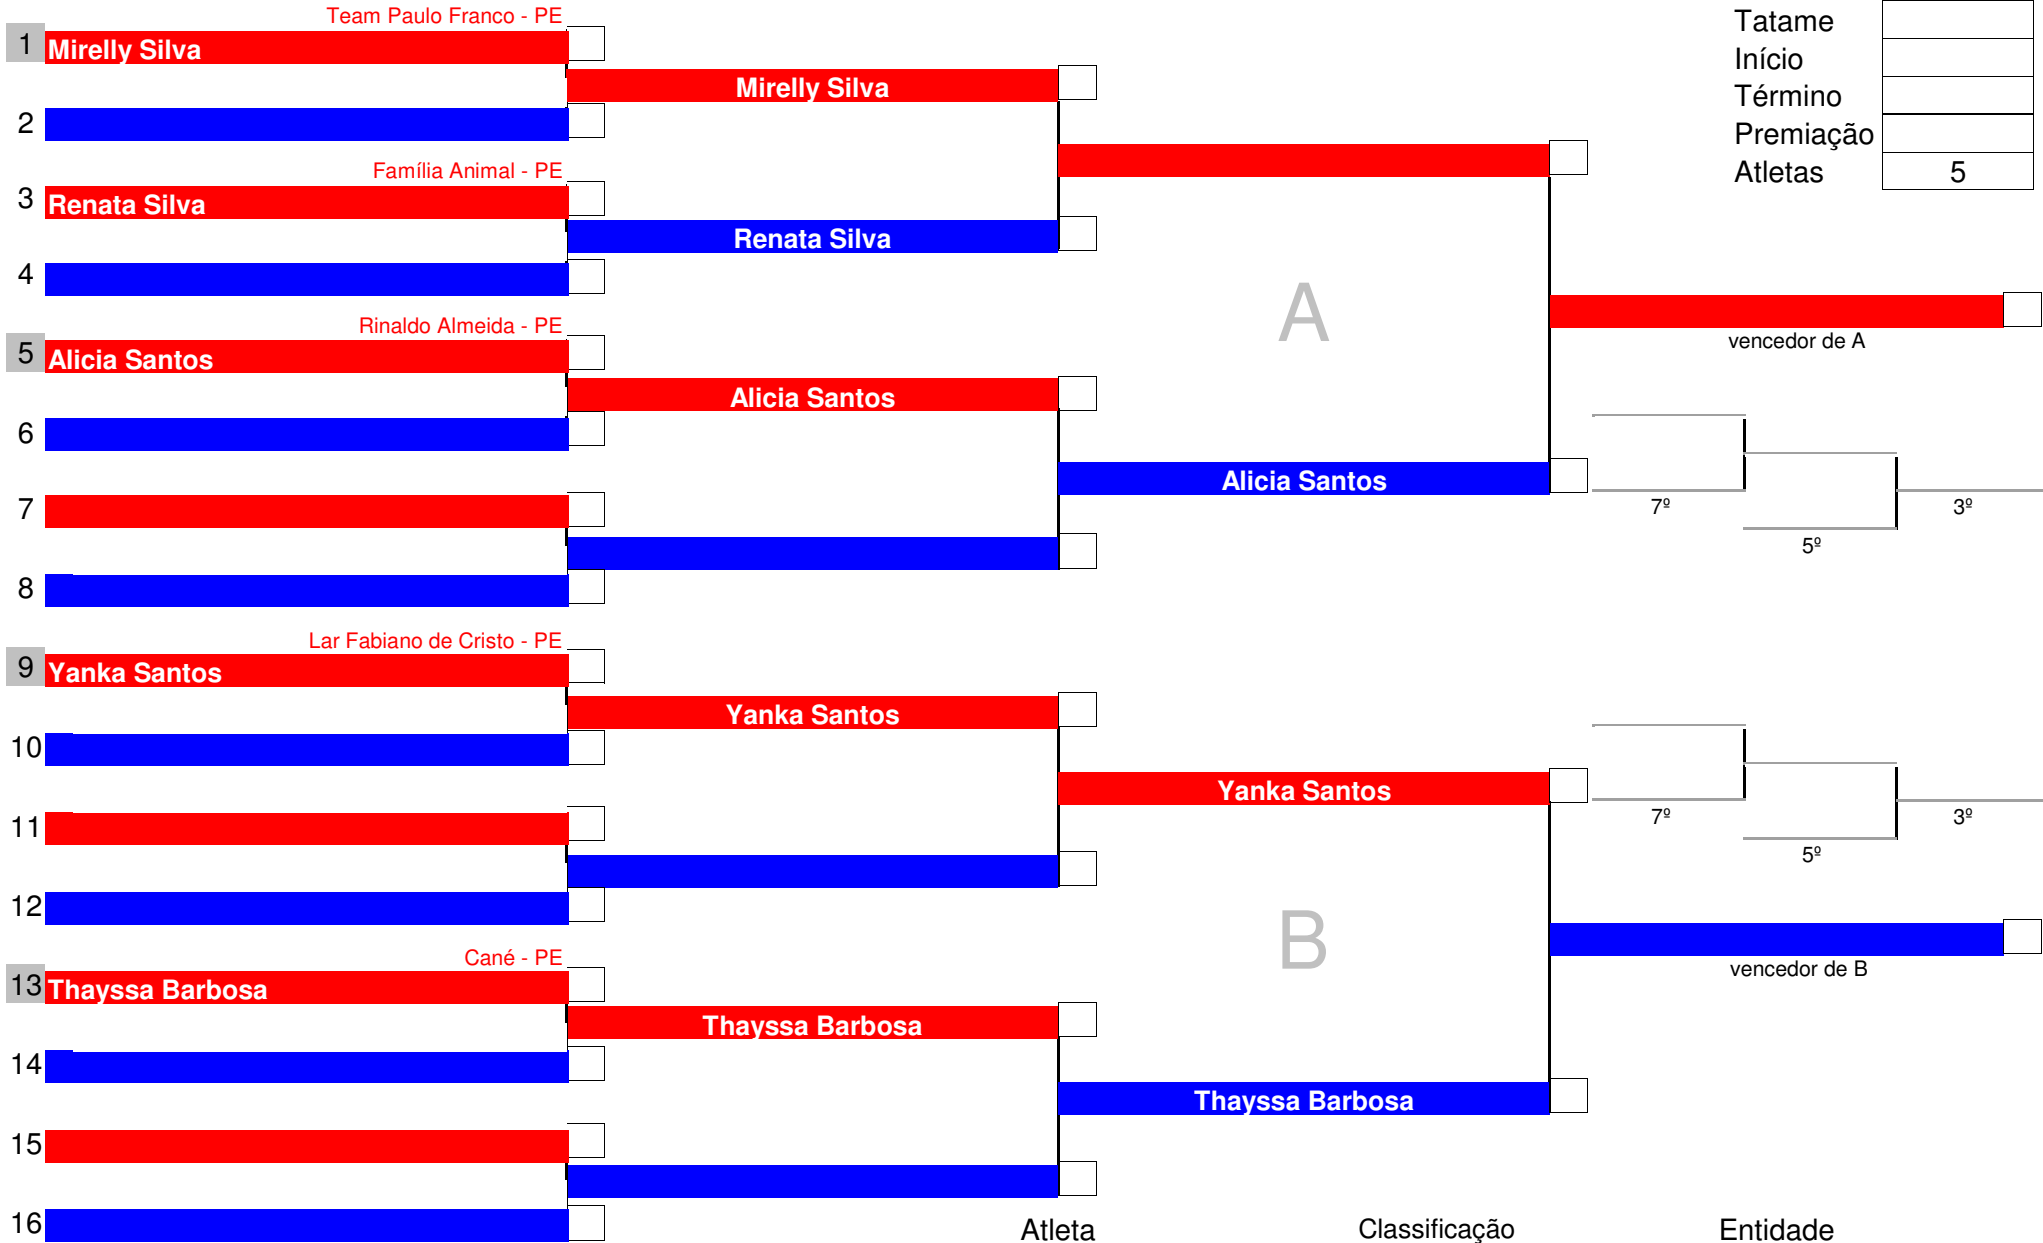 Team Paulo Franco - PE
1 Mirelly Silva
Mirelly Silva
2
Família Animal - PE
3 Renata Silva
Renata Silva
4
Rinaldo Almeida - PE
5 Alicia Santos
Alicia Santos
6
Alicia Santos
7
8
Lar Fabiano de Cristo - PE
9 Yanka Santos
Yanka Santos
10
Yanka Santos
11
12
Cané - PE
13 Thayssa Barbosa
Thayssa Barbosa
14
Thayssa Barbosa
15
16
A
B
Tatame
Início
Término
Premiação
Atletas 5
vencedor de A
7º
3º
5º
7º
3º
5º
vencedor de B
Atleta Classificação Entidade